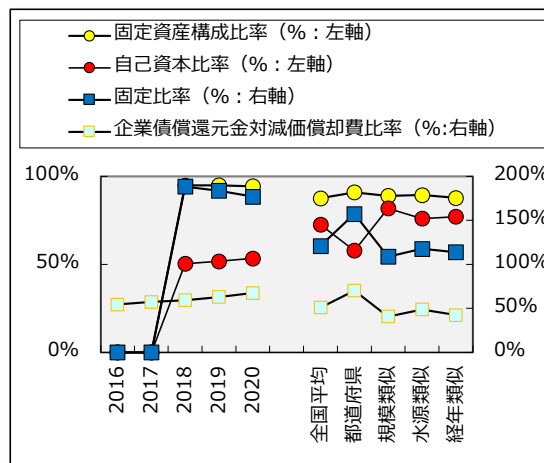 固定資産構成比率（%：左軸）
自己資本比率（%：左軸）
固定比率（%：右軸）
企業債償還元金対減価償却費比率（%:右軸）
100%
50%
0%
200%
150%
100%
50%
0%
2016
2017
2018
2019
2020
全国平均
都道府県
規模類似
水源類似
経年類似